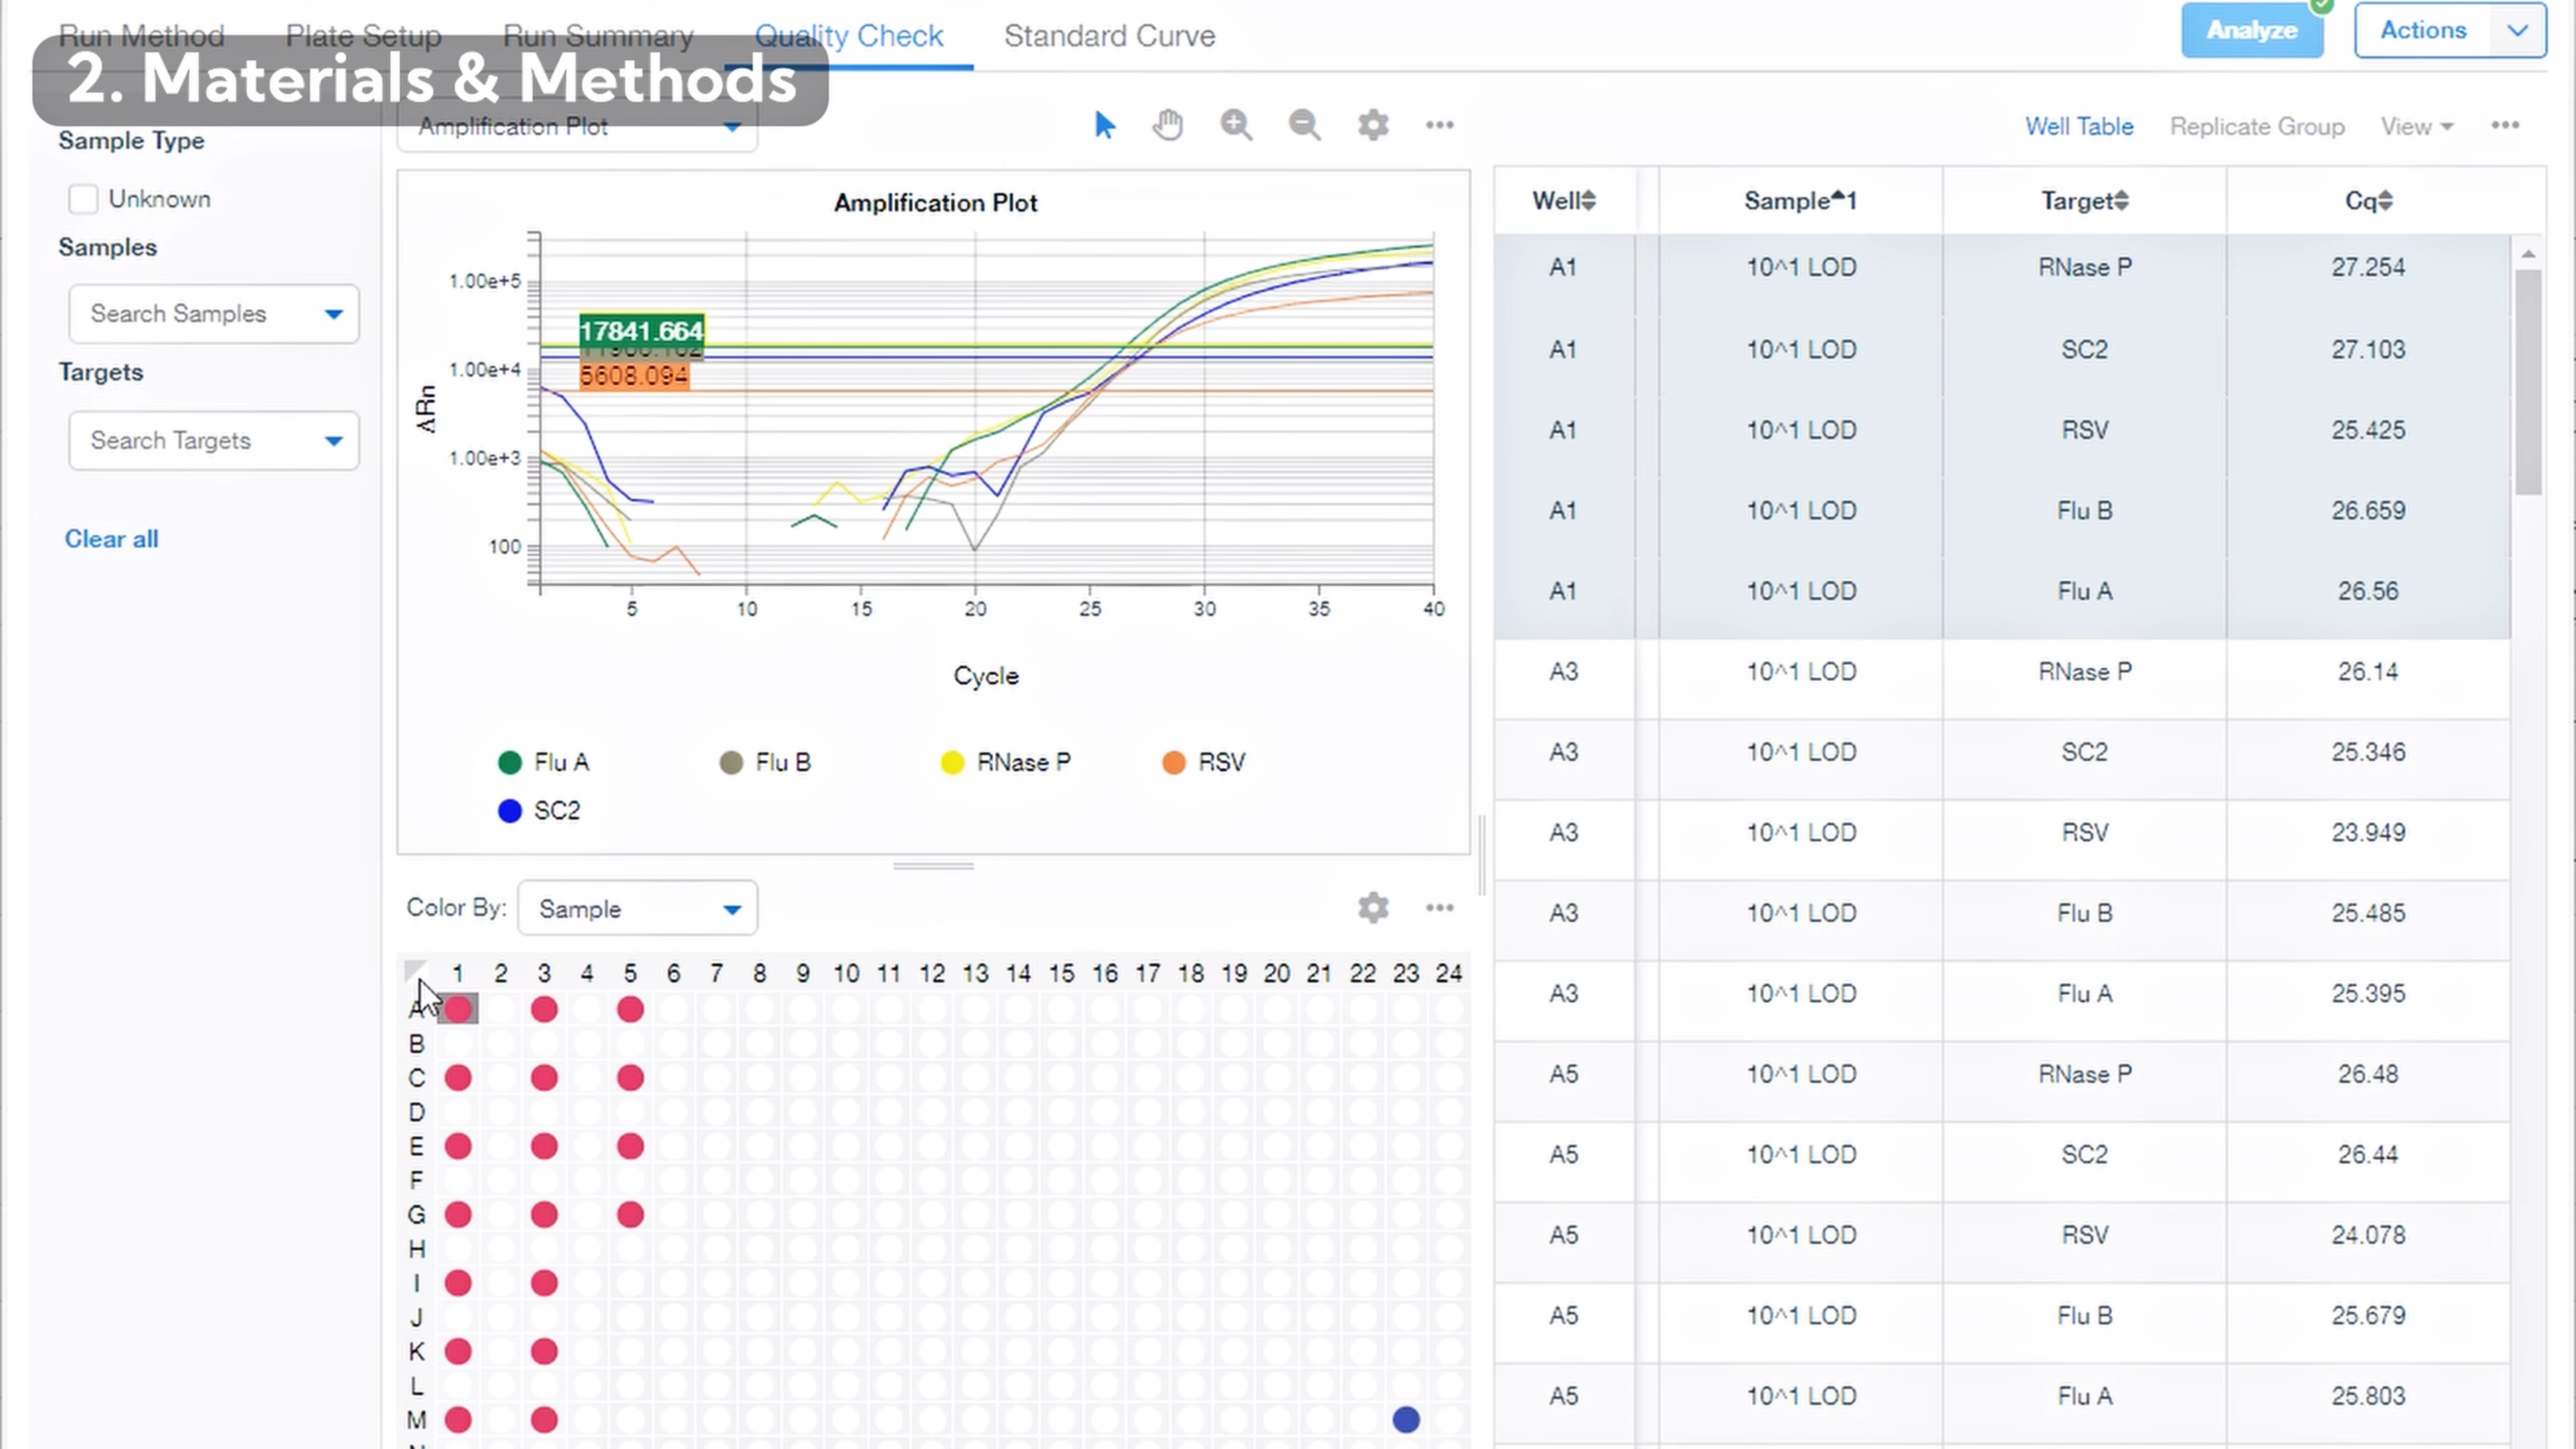 Run Method Plate Setup Run Summary Quality Check Standard Curve Analyze Actions
2. Materials & Methods
Sample Type
Unknown
Samples
Search Samples
Targets
Search Targets
Clear all
Amplification Plot
Amplification Plot
1.00e+5
1.00e+4
1.00e+3
100
ΔRn
17841.664
5608.094
5 10 15 20 25 30 35 40
Cycle
Flu A Flu B RNase P RSV
SC2
Color By: Sample
1 2 3 4 5 6 7 8 9 10 11 12 13 14 15 16 17 18 19 20 21 22 23 24
A
B
C
D
E
F
G
H
I
J
K
L
M
Well Table Replicate Group View
Well Sample 1 Target Cq
A1 10^1 LOD RNase P 27.254
A1 10^1 LOD SC2 27.103
A1 10^1 LOD RSV 25.425
A1 10^1 LOD Flu B 26.659
A1 10^1 LOD Flu A 26.56
A3 10^1 LOD RNase P 26.14
A3 10^1 LOD SC2 25.346
A3 10^1 LOD RSV 23.949
A3 10^1 LOD Flu B 25.485
A3 10^1 LOD Flu A 25.395
A5 10^1 LOD RNase P 26.48
A5 10^1 LOD SC2 26.44
A5 10^1 LOD RSV 24.078
A5 10^1 LOD Flu B 25.679
A5 10^1 LOD Flu A 25.803